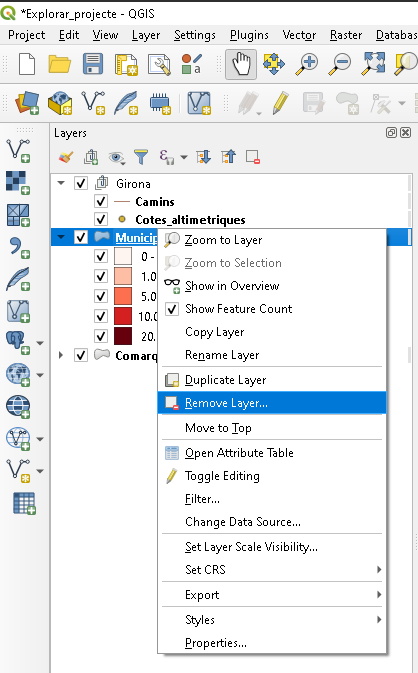 *Explorar_projecte - QGIS
Project Edit View Layer Settings Plugins Vector Raster Databas
Layers
Girona
Camins
Cotes_altimetriques
Municip
0 -
1.0
5.0
10.0
20.
Comarq
Zoom to Layer
Zoom to Selection
Show in Overview
Show Feature Count
Copy Layer
Rename Layer
Duplicate Layer
Remove Layer...
Move to Top
Open Attribute Table
Toggle Editing
Filter...
Change Data Source...
Set Layer Scale Visibility...
Set CRS
Export
Styles
Properties...